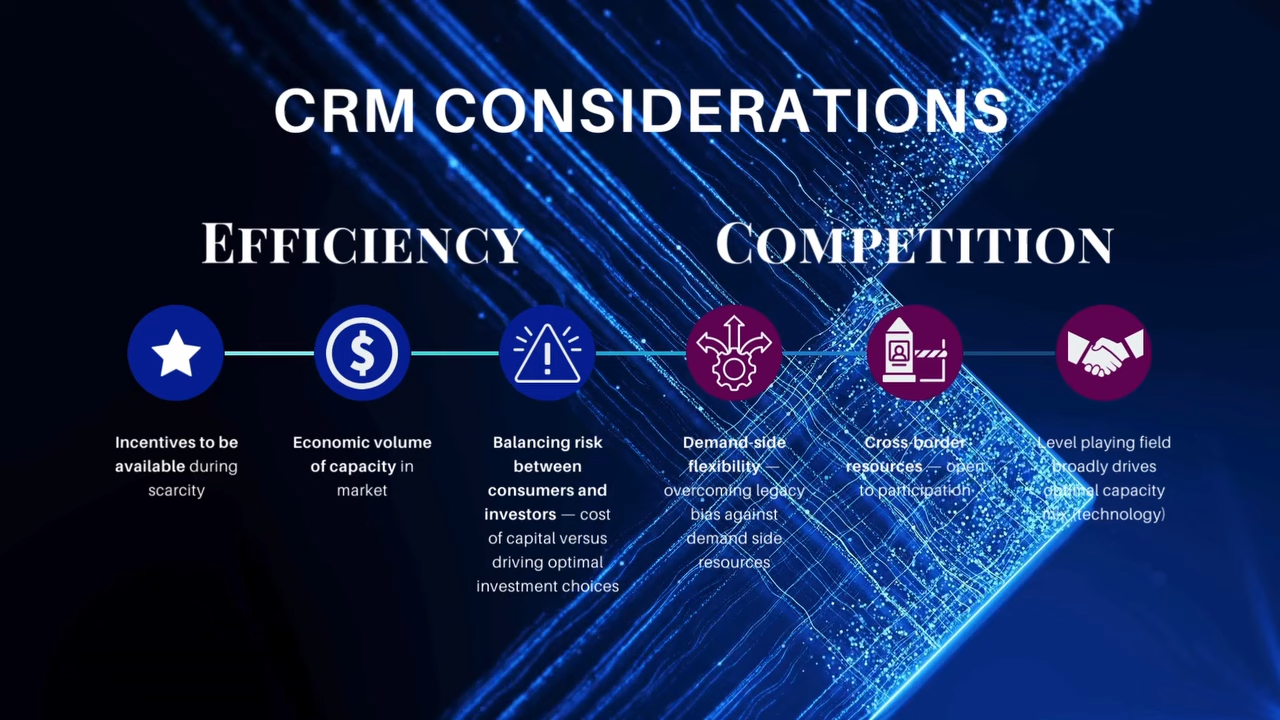 CRM CONSIDERATIONS
EFFICIENCY
COMPETITION
Incentives to be
available during
scarcity
Economic volume
of capacity in
market
Balancing risk
between
consumers and
investors — cost
of capital versus
driving optimal
investment choices
Demand-side
flexibility —
overcoming legacy
bias against
demand side
resources
Cross-border
resources — open
to participation
Level playing field
broadly drives
optimal capacity
mix (technology)